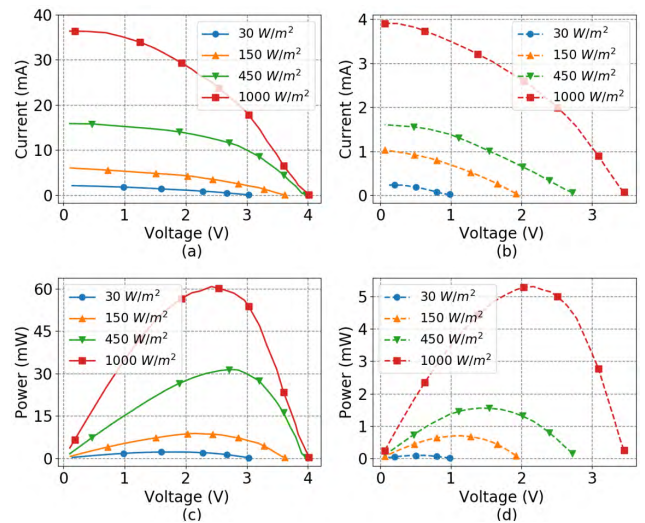 40
30
20
10
0
Current (mA)
0 1 2 3 4
Voltage (V)
(a)
30 W/m²
150 W/m²
450 W/m²
1000 W/m²
4
3
2
1
0
Current (mA)
0 1 2 3
Voltage (V)
(b)
30 W/m²
150 W/m²
450 W/m²
1000 W/m²
60
45
30
15
0
Power (mW)
0 1 2 3 4
Voltage (V)
(c)
30 W/m²
150 W/m²
450 W/m²
1000 W/m²
5
4
3
2
1
0
Power (mW)
0 1 2 3
Voltage (V)
(d)
30 W/m²
150 W/m²
450 W/m²
1000 W/m²